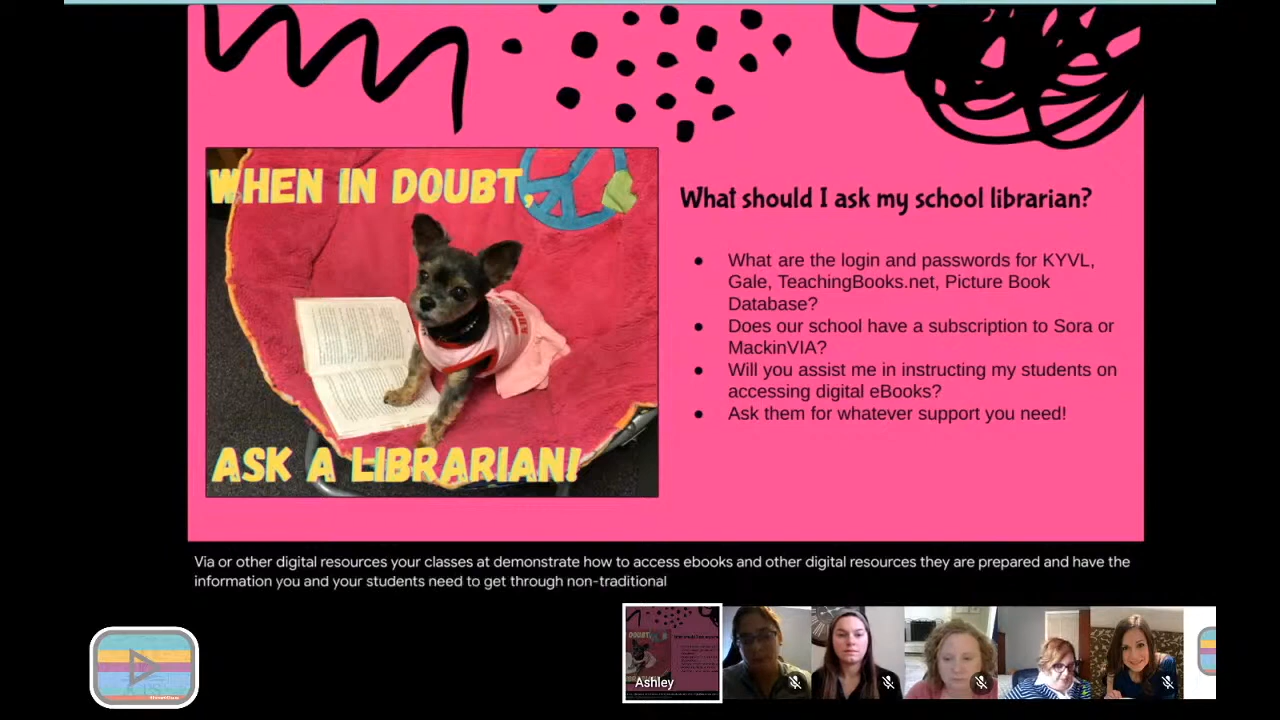 WHEN IN DOUBT,
ASK A LIBRARIAN!
What should I ask my school librarian?
● What are the login and passwords for KYVL,
Gale, TeachingBooks.net, Picture Book
Database?
● Does our school have a subscription to Sora or
MackinVIA?
● Will you assist me in instructing my students on
accessing digital eBooks?
● Ask them for whatever support you need!
Via or other digital resources your classes at demonstrate how to access ebooks and other digital resources they are prepared and have the
information you and your students need to get through non-traditional
Ashley